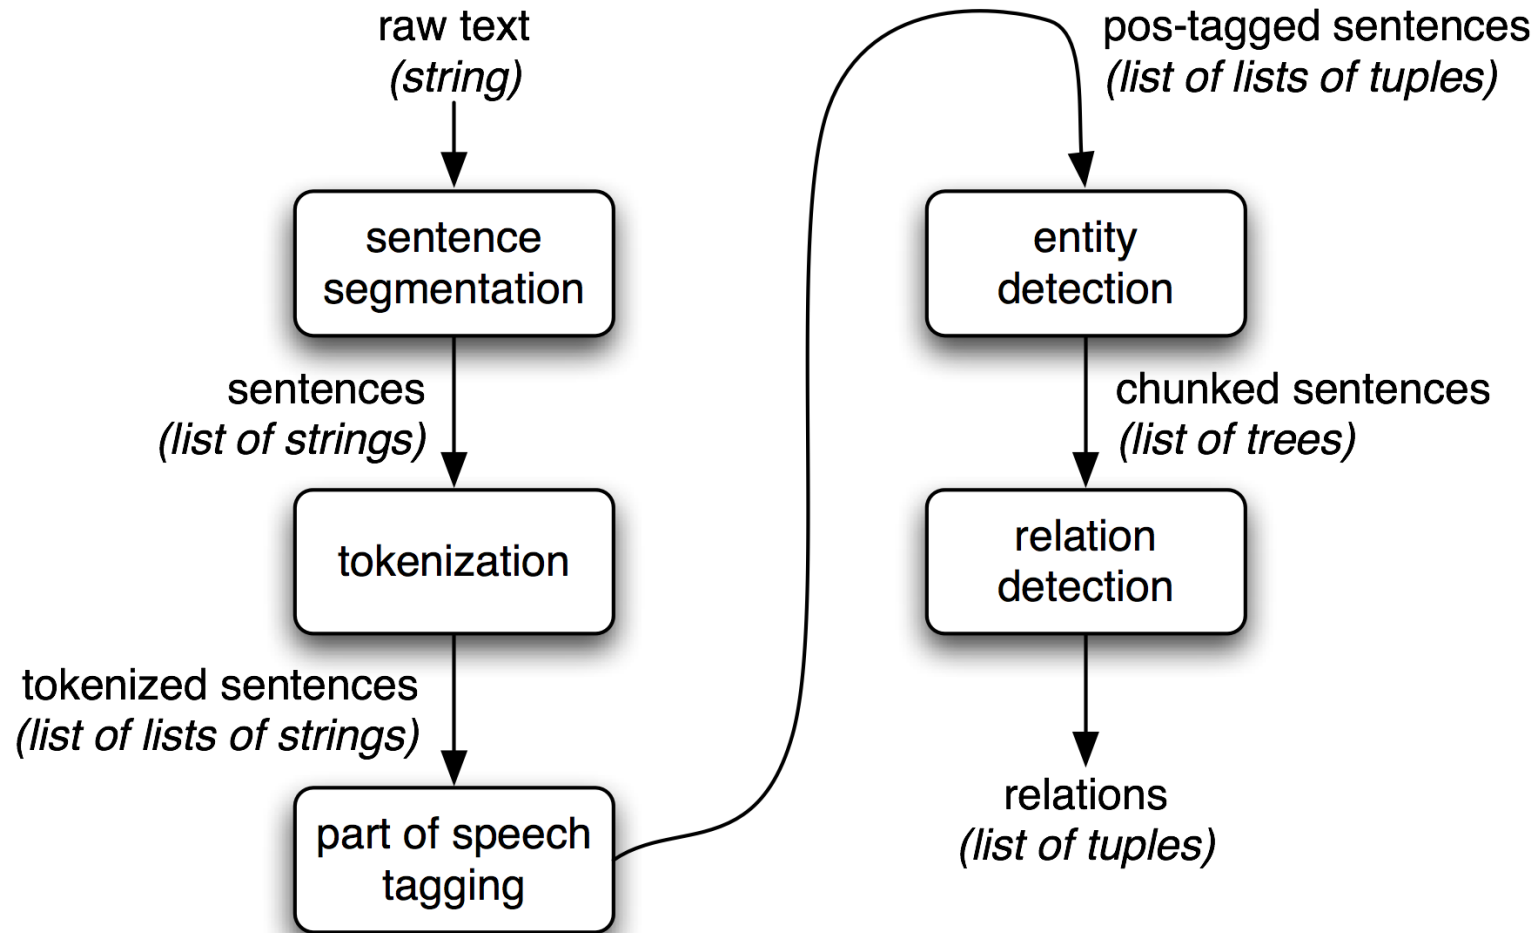 raw text
(string)
sentence
segmentation
sentences
(list of strings)
tokenization
tokenized sentences
(list of lists of strings)
part of speech
tagging
pos-tagged sentences
(list of lists of tuples)
entity
detection
chunked sentences
(list of trees)
relation
detection
relations
(list of tuples)